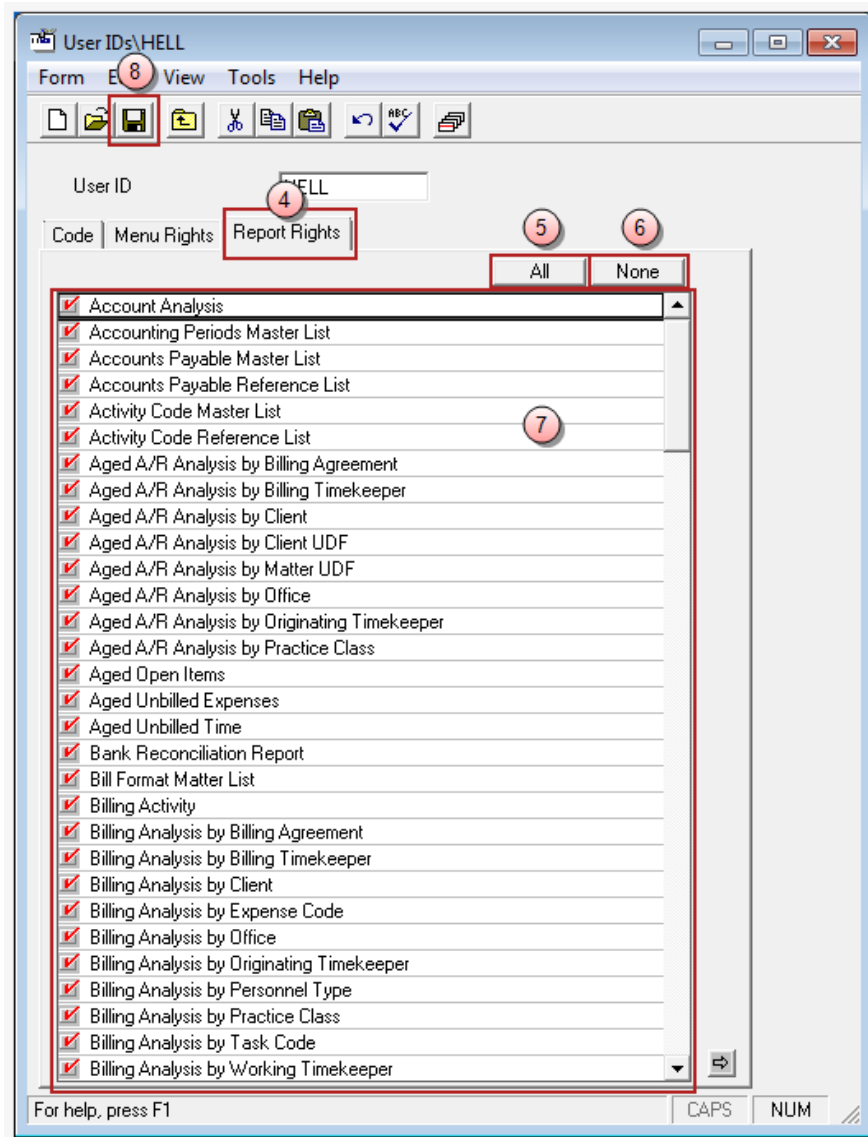 User IDs\HELL
8
Form E View Tools Help
ABC
User ID
HELL
4
Code Menu Rights Report Rights
5
6
All None
Account Analysis
Accounting Periods Master List
Accounts Payable Master List
Accounts Payable Reference List
Activity Code Master List
7
Activity Code Reference List
Aged A/R Analysis by Billing Agreement
Aged A/R Analysis by Billing Timekeeper
Aged A/R Analysis by Client
Aged A/R Analysis by Client UDF
Aged A/R Analysis by Matter UDF
Aged A/R Analysis by Office
Aged A/R Analysis by Originating Timekeeper
Aged A/R Analysis by Practice Class
Aged Open Items
Aged Unbilled Expenses
Aged Unbilled Time
Bank Reconciliation Report
Bill Format Matter List
Billing Activity
Billing Analysis by Billing Agreement
Billing Analysis by Billing Timekeeper
Billing Analysis by Client
Billing Analysis by Expense Code
Billing Analysis by Office
Billing Analysis by Originating Timekeeper
Billing Analysis by Personnel Type
Billing Analysis by Practice Class
Billing Analysis by Task Code
Billing Analysis by Working Timekeeper
For help, press F1 CAPS NUM